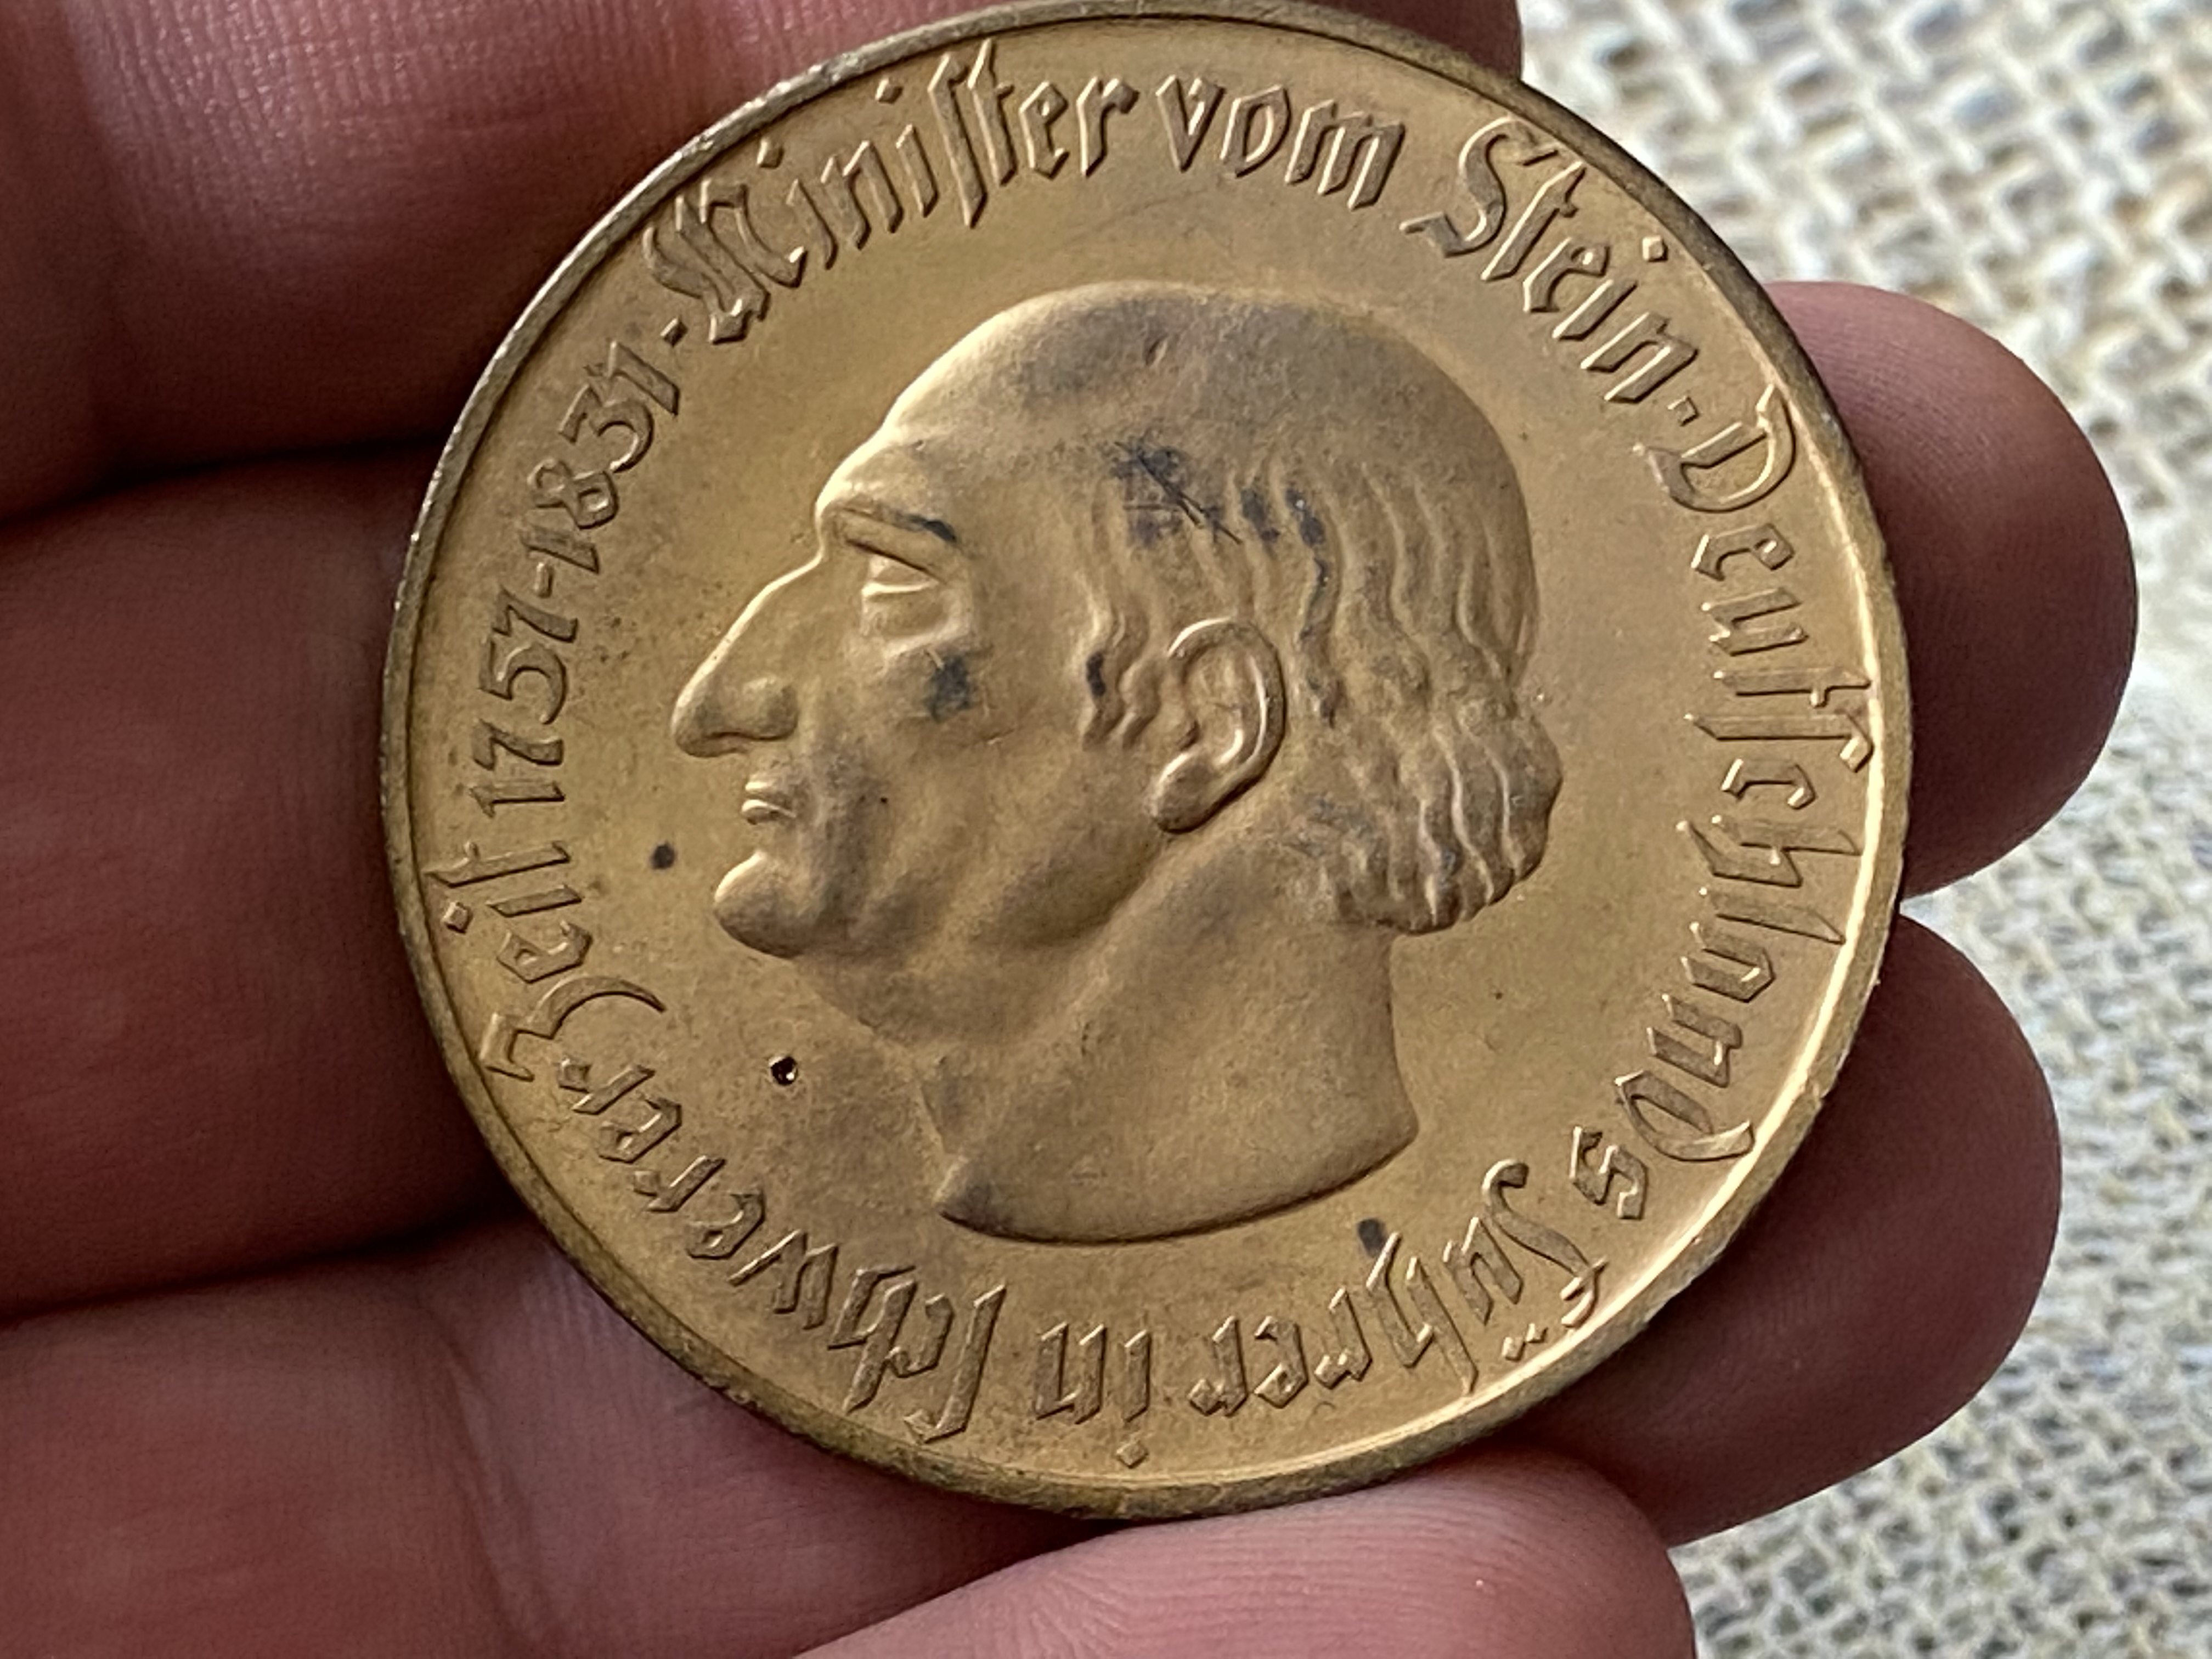 Miniſter vom Stein · Deutſchlands Führer in ſchwerer Zeit 1757-1831 ·